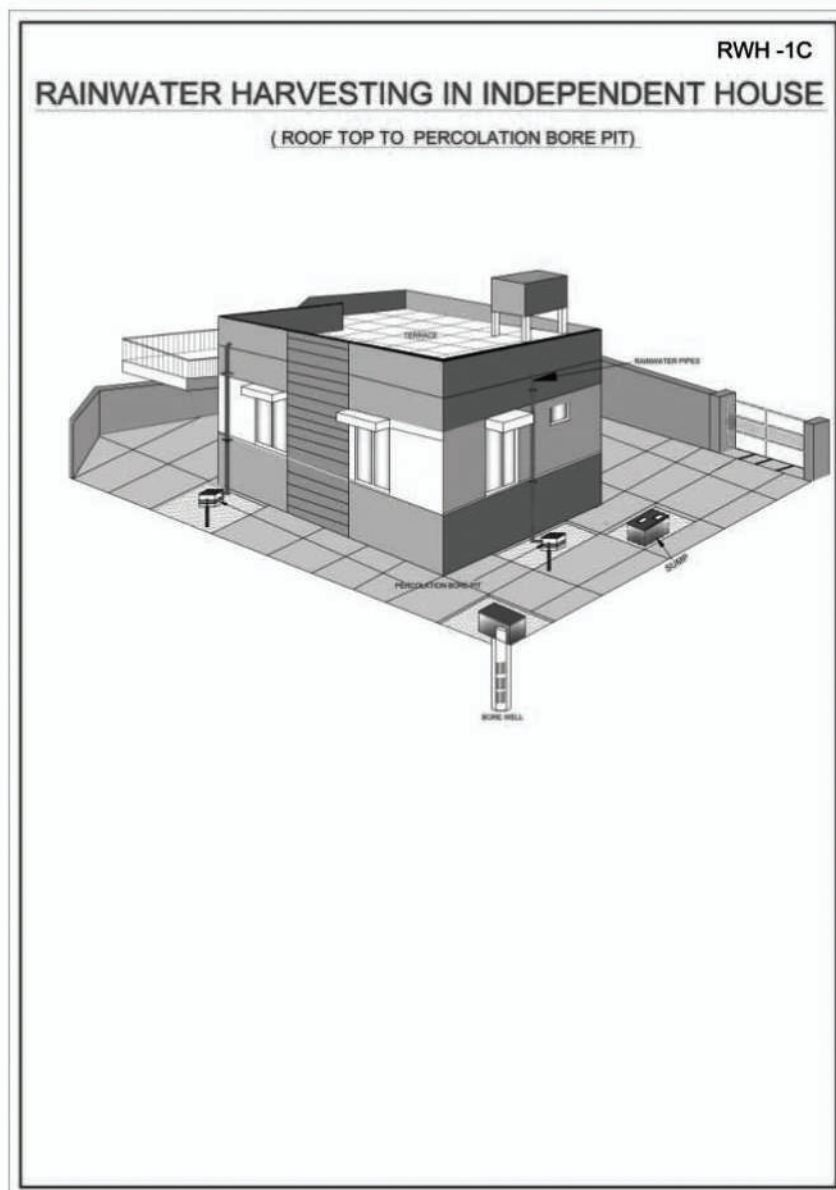 RWH -1C
RAINWATER HARVESTING IN INDEPENDENT HOUSE
( ROOF TOP TO PERCOLATION BORE PIT)
TERRACE
RAINWATER PIPES
SUMP
PERCOLATION BORE PIT
BORE WELL